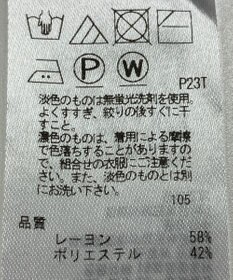 P W
P23T
淡色のものは無蛍光洗剤を使用。
よくすすぎ、絞りの後すぐに干
すこと。
濃色のものは、着用による摩擦
で色落ちすることがありますの
で、組合せの衣服にご注意くだ
さい。また、淡色のものとは別
にお洗い下さい。
105
品質
レーヨン 58%
ポリエステル 42%